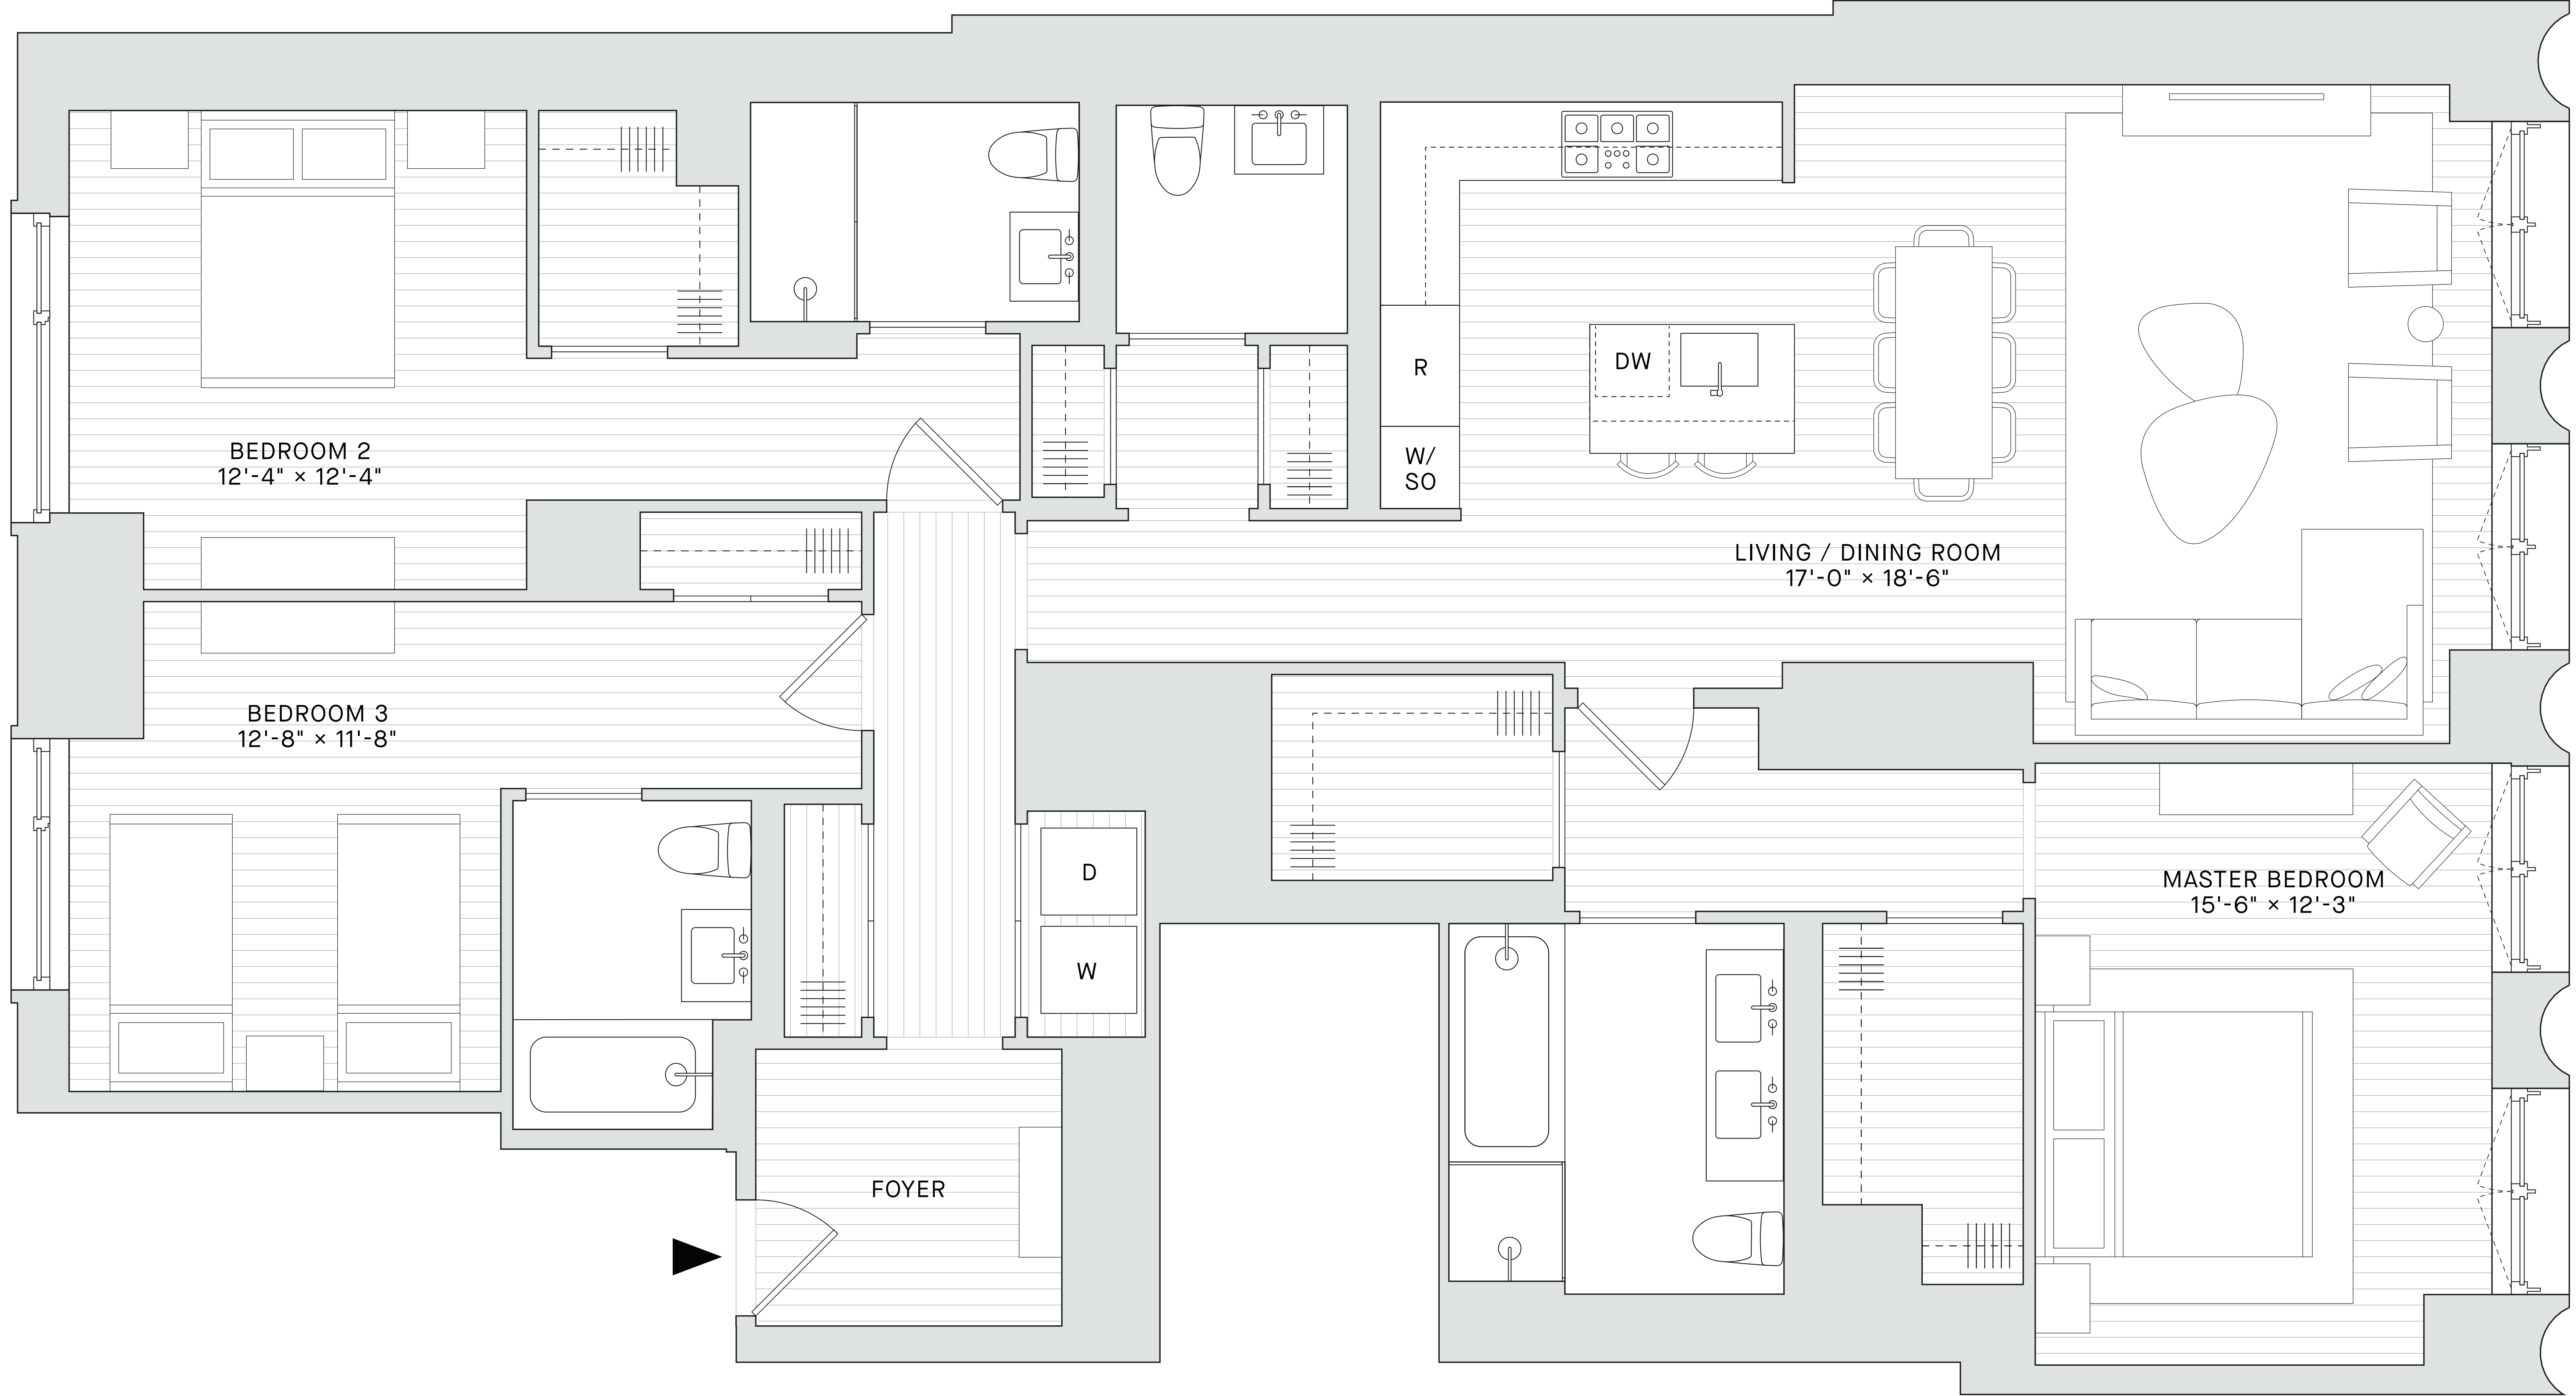 R
DW
W/
SO
BEDROOM 2
12'-4" × 12'-4"
LIVING / DINING ROOM
17'-0" × 18'-6"
BEDROOM 3
12'-8" × 11'-8"
D
W
MASTER BEDROOM
15'-6" × 12'-3"
FOYER